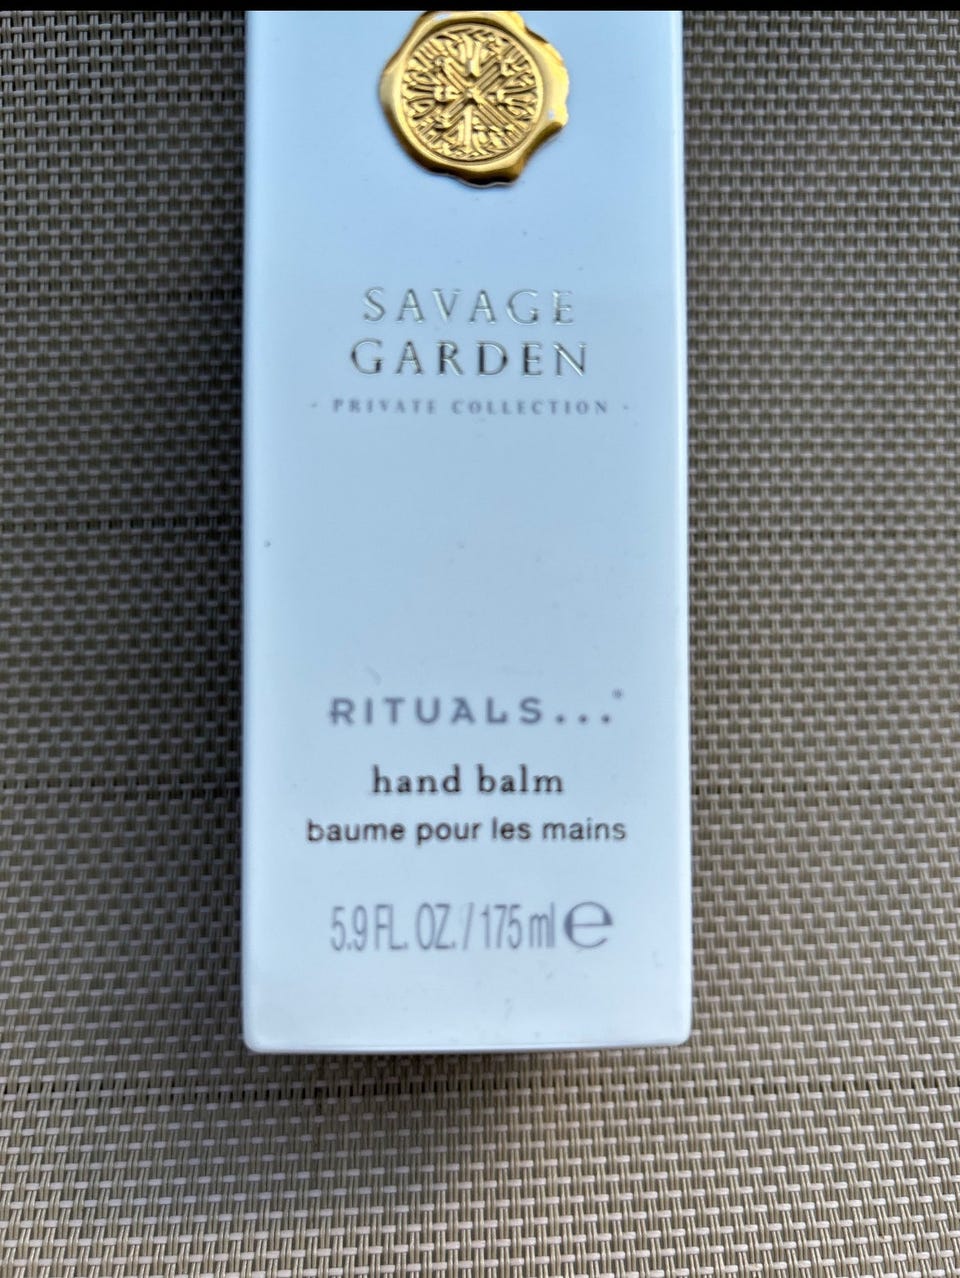 SAVAGE
GARDEN
- PRIVATE COLLECTION -
RITUALS...®
hand balm
baume pour les mains
5.9 FL. OZ. / 175 ml ℮